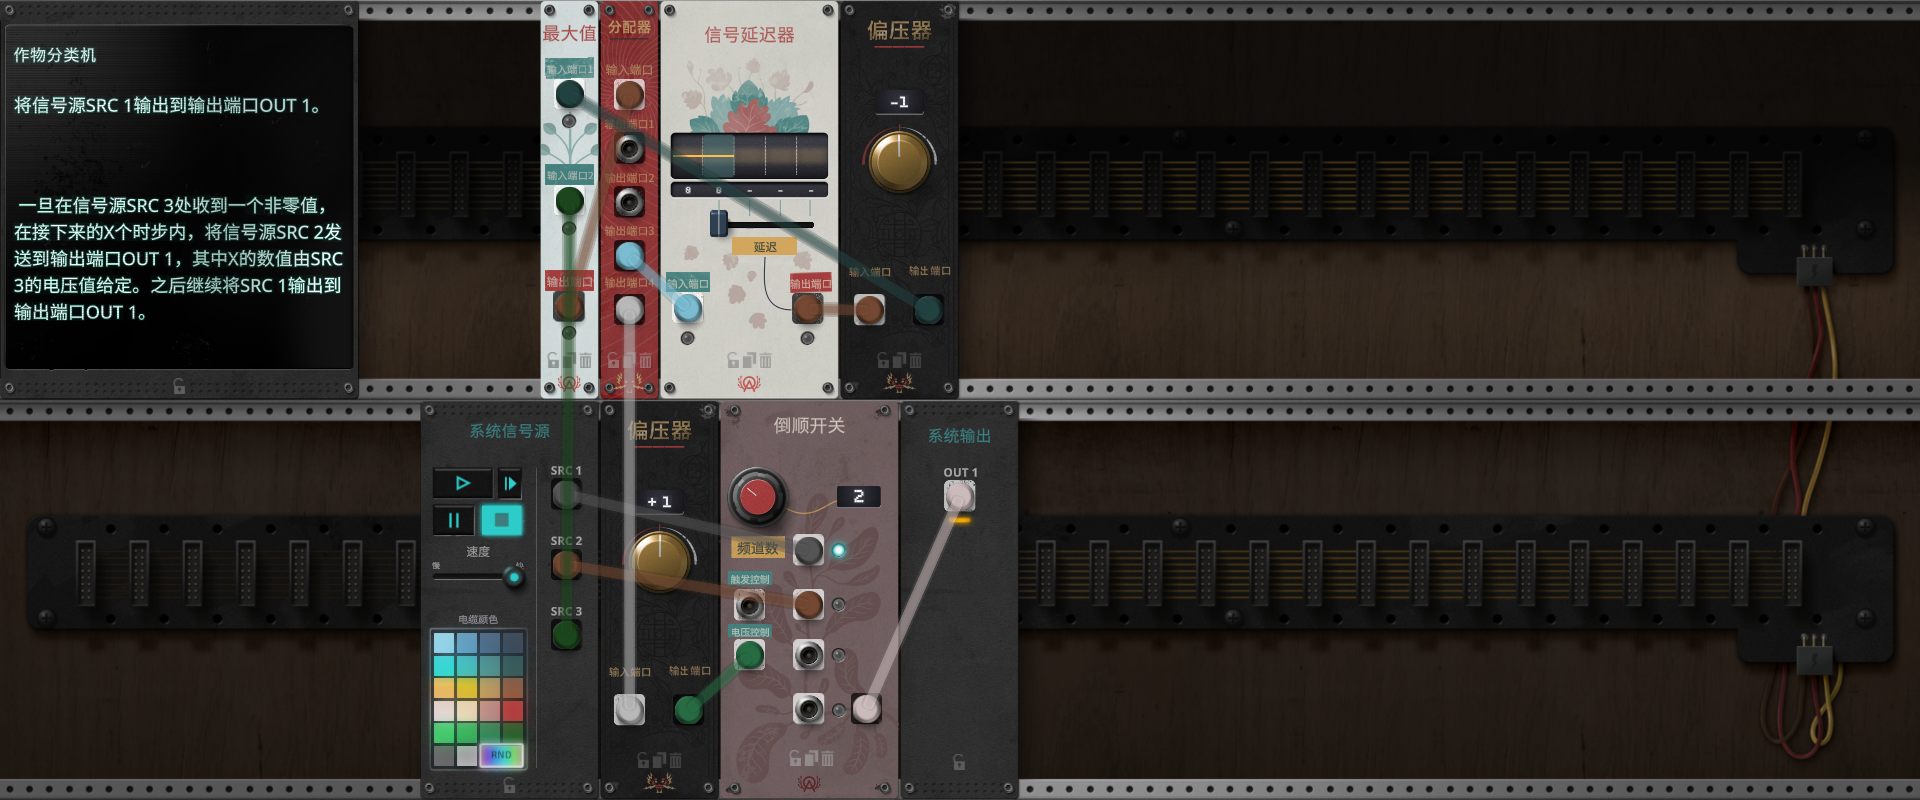 作物分类机
将信号源SRC 1输出到输出端口OUT 1。
一旦在信号源SRC 3处收到一个非零值，
在接下来的X个时步内，将信号源SRC 2发
送到输出端口OUT 1，其中X的数值由SRC
3的电压值给定。之后继续将SRC 1输出到
输出端口OUT 1。
最大值
输入端口1
输入端口2
输出端口
分配器
输入端口
输出端口1
输出端口2
输出端口3
输出端口4
信号延迟器
0 0 - - -
延迟
输入端口
输出端口
偏压器
-1
输入端口
输出端口
系统信号源
SRC 1
SRC 2
SRC 3
速度
慢
快
电缆颜色
RND
偏压器
+1
输入端口
输出端口
倒顺开关
2
频道数
触发控制
电压控制
系统输出
OUT 1